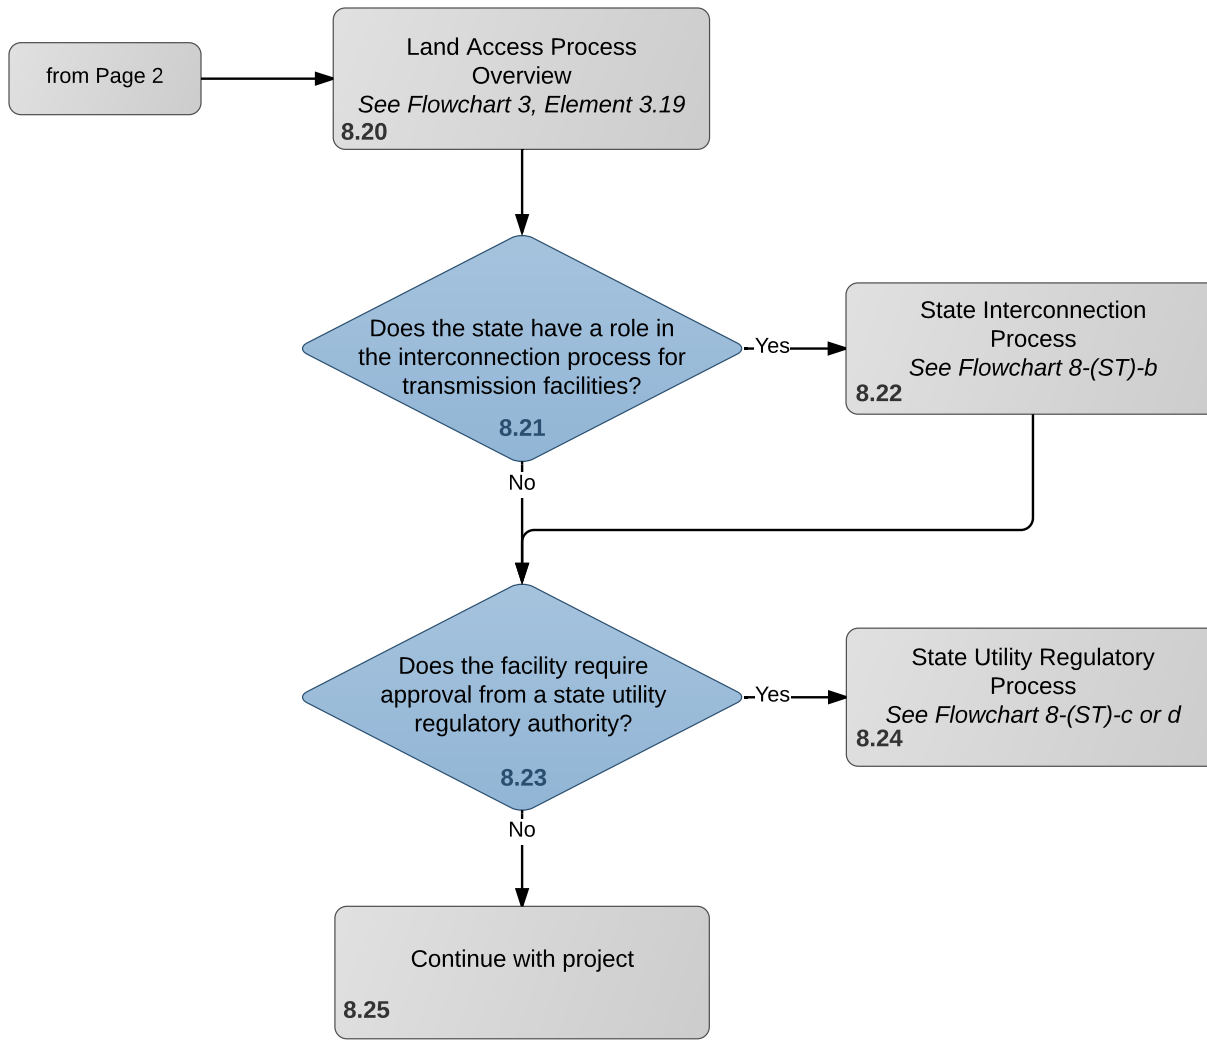 from Page 2
Land Access Process
Overview
See Flowchart 3, Element 3.19
8.20
Does the state have a role in
the interconnection process for
transmission facilities?
8.21
Yes
State Interconnection
Process
See Flowchart 8-(ST)-b
8.22
No
Does the facility require
approval from a state utility
regulatory authority?
8.23
Yes
State Utility Regulatory
Process
See Flowchart 8-(ST)-c or d
8.24
No
Continue with project
8.25